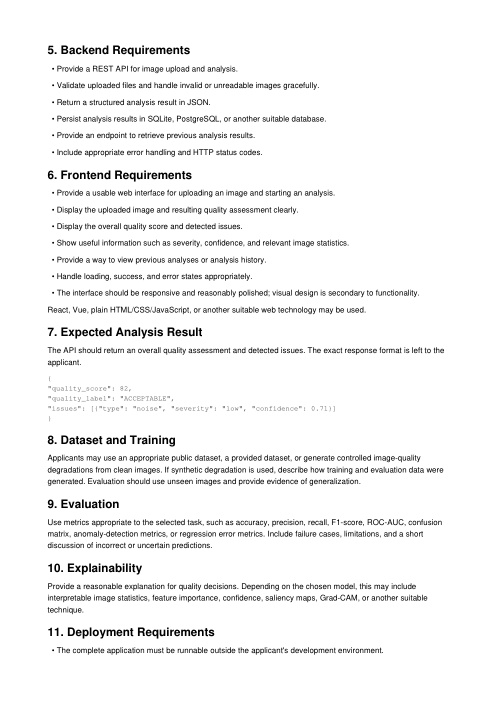 5. Backend Requirements
• Provide a REST API for image upload and analysis.
• Validate uploaded files and handle invalid or unreadable images gracefully.
• Return a structured analysis result in JSON.
• Persist analysis results in SQLite, PostgreSQL, or another suitable database.
• Provide an endpoint to retrieve previous analysis results.
• Include appropriate error handling and HTTP status codes.
6. Frontend Requirements
• Provide a usable web interface for uploading an image and starting an analysis.
• Display the uploaded image and resulting quality assessment clearly.
• Display the overall quality score and detected issues.
• Show useful information such as severity, confidence, and relevant image statistics.
• Provide a way to view previous analyses or analysis history.
• Handle loading, success, and error states appropriately.
• The interface should be responsive and reasonably polished; visual design is secondary to functionality.
React, Vue, plain HTML/CSS/JavaScript, or another suitable web technology may be used.
7. Expected Analysis Result
The API should return an overall quality assessment and detected issues. The exact response format is left to the
applicant.
{
"quality_score": 82,
"quality_label": "ACCEPTABLE",
"issues": [{"type": "noise", "severity": "low", "confidence": 0.71}]
}
8. Dataset and Training
Applicants may use an appropriate public dataset, a provided dataset, or generate controlled image-quality
degradations from clean images. If synthetic degradation is used, describe how training and evaluation data were
generated. Evaluation should use unseen images and provide evidence of generalization.
9. Evaluation
Use metrics appropriate to the selected task, such as accuracy, precision, recall, F1-score, ROC-AUC, confusion
matrix, anomaly-detection metrics, or regression error metrics. Include failure cases, limitations, and a short
discussion of incorrect or uncertain predictions.
10. Explainability
Provide a reasonable explanation for quality decisions. Depending on the chosen model, this may include
interpretable image statistics, feature importance, confidence, saliency maps, Grad-CAM, or another suitable
technique.
11. Deployment Requirements
• The complete application must be runnable outside the applicant's development environment.